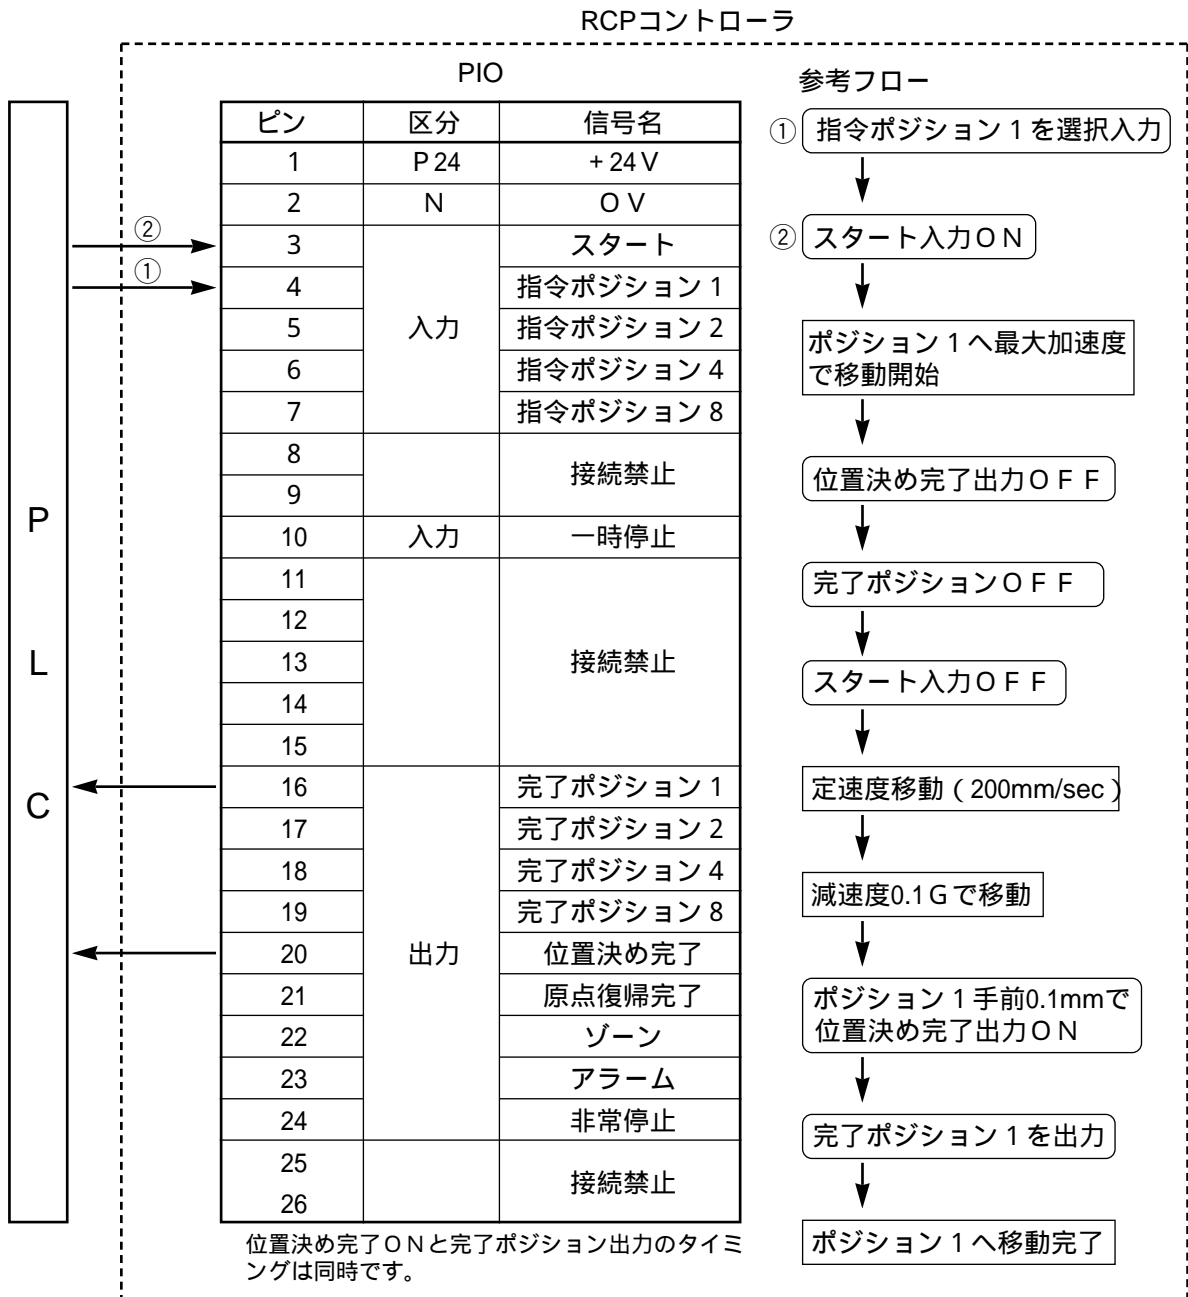 RCPコントローラ
PLC
PIO
ピン 区分 信号名
1 P24 +24V
2 N 0V
3 スタート
4 指令ポジション1
5 入力 指令ポジション2
6 指令ポジション4
7 指令ポジション8
8
9
接続禁止
10 入力 一時停止
11
12
13 接続禁止
14
15
16 完了ポジション1
17 完了ポジション2
18 完了ポジション4
19 完了ポジション8
20 出力 位置決め完了
21 原点復帰完了
22 ゾーン
23 アラーム
24 非常停止
25
26
接続禁止
②
①
位置決め完了ONと完了ポジション出力のタイミ
ングは同時です。
参考フロー
① 指令ポジション1を選択入力
② スタート入力ON
ポジション1へ最大加速度
で移動開始
位置決め完了出力OFF
完了ポジションOFF
スタート入力OFF
定速度移動(200mm/sec)
減速度0.1Gで移動
ポジション1手前0.1mmで
位置決め完了出力ON
完了ポジション1を出力
ポジション1へ移動完了